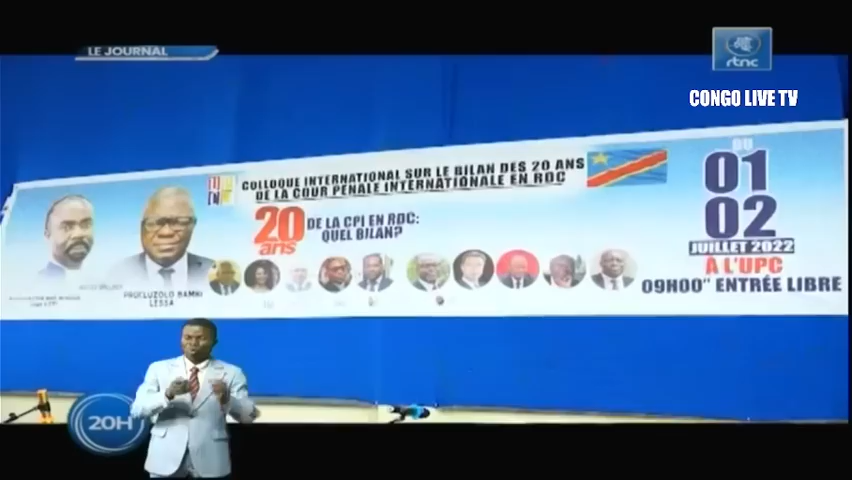 LE JOURNAL
rtnc
CONGO LIVE TV
COLLOQUE INTERNATIONAL SUR LE BILAN DES 20 ANS
DE LA COUR PENALE INTERNATIONALE EN RDC
20
ans
DE LA CPI EN RDC:
QUEL BILAN?
DU
01
02
JUILLET 2022
À L'UPC
09H00" ENTRÉE LIBRE
PROF.LUZOLO BAMBI
LESSA
20H